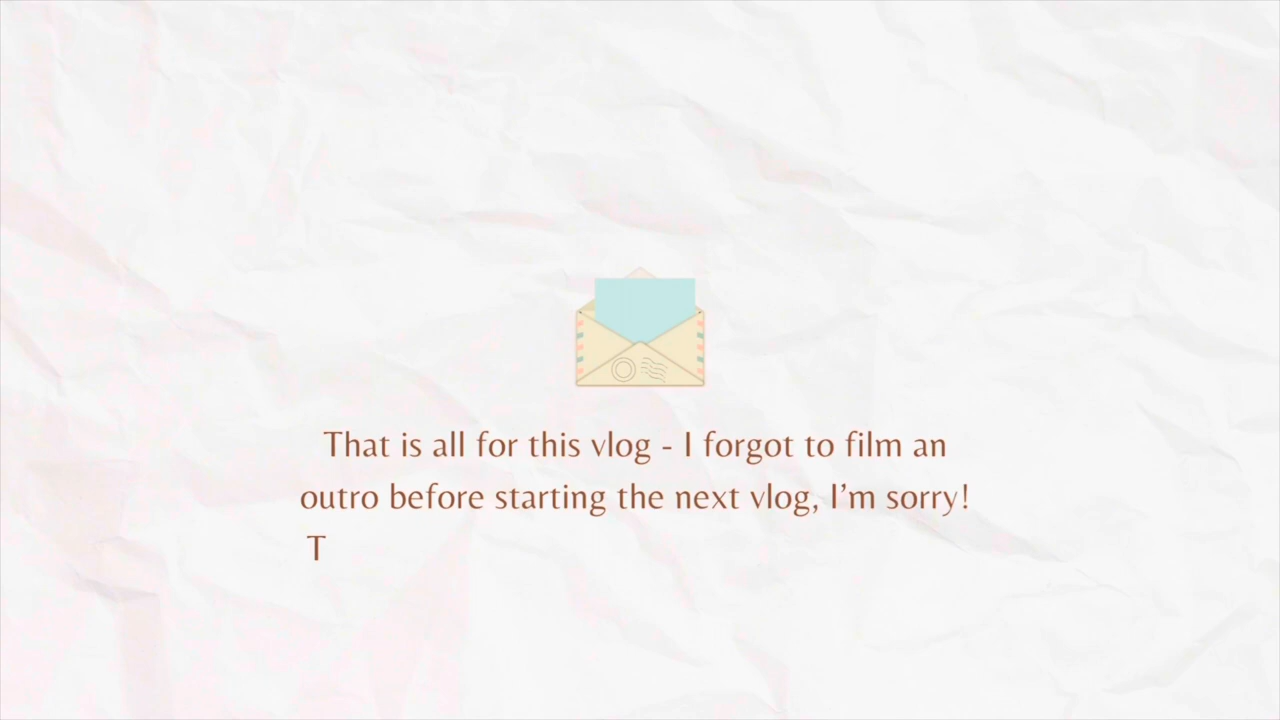 That is all for this vlog - I forgot to film an
outro before starting the next vlog, I’m sorry!
T